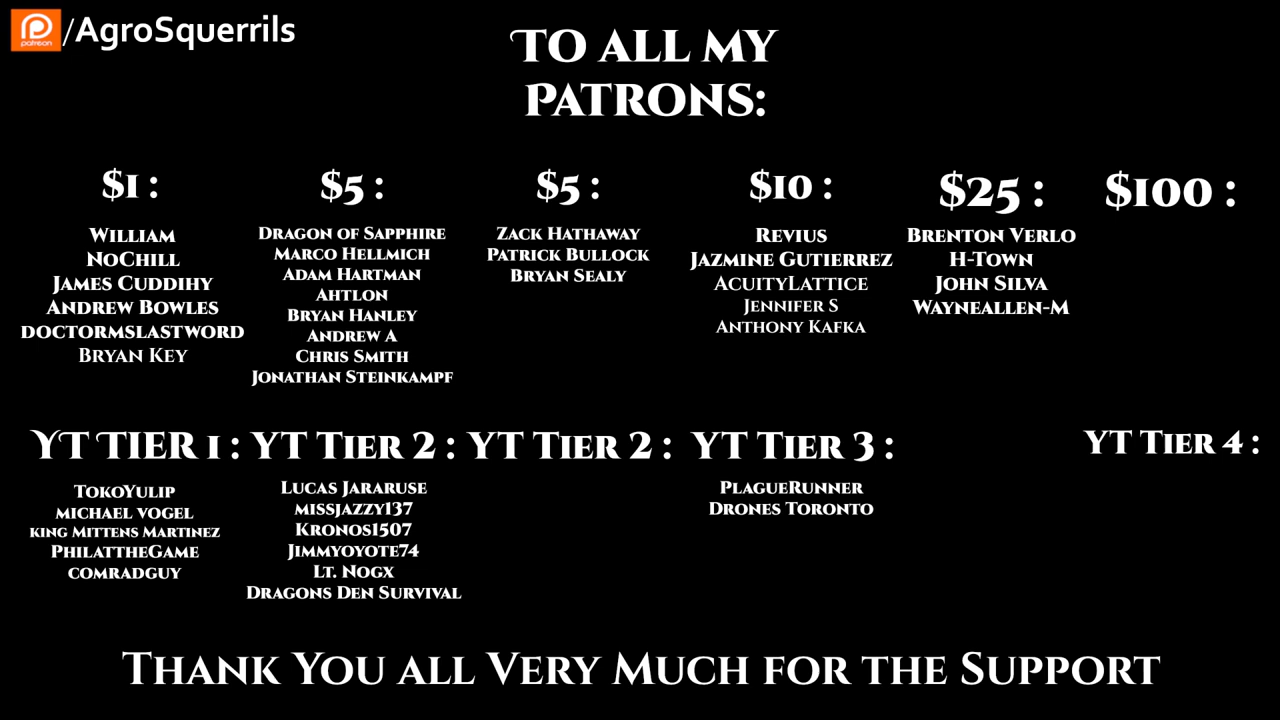 patreon
/AgroSquerrils
To all my
Patrons:
$1 :
William
NoChill
James Cuddihy
Andrew Bowles
doctormslastword
Bryan Key
$5 :
Dragon of Sapphire
Marco Hellmich
Adam Hartman
Ahtlon
Bryan Hanley
Andrew A
Chris Smith
Jonathan Steinkampf
$5 :
Zack Hathaway
Patrick Bullock
Bryan Sealy
$10 :
Revius
Jazmine Gutierrez
AcuityLattice
Jennifer S
Anthony Kafka
$25 :
Brenton Verlo
H-Town
John Silva
Wayneallen-M
$100 :
YT Tier 1 :
TokoYulip
michael vogel
king Mittens Martinez
PhilattheGame
comradguy
YT Tier 2 :
Lucas Jararuse
missjazzy137
Kronos1507
Jimmyoyote74
Lt. Nogx
Dragons Den Survival
YT Tier 2 :
YT Tier 3 :
PlagueRunner
Drones Toronto
YT Tier 4 :
Thank You all Very Much for the Support